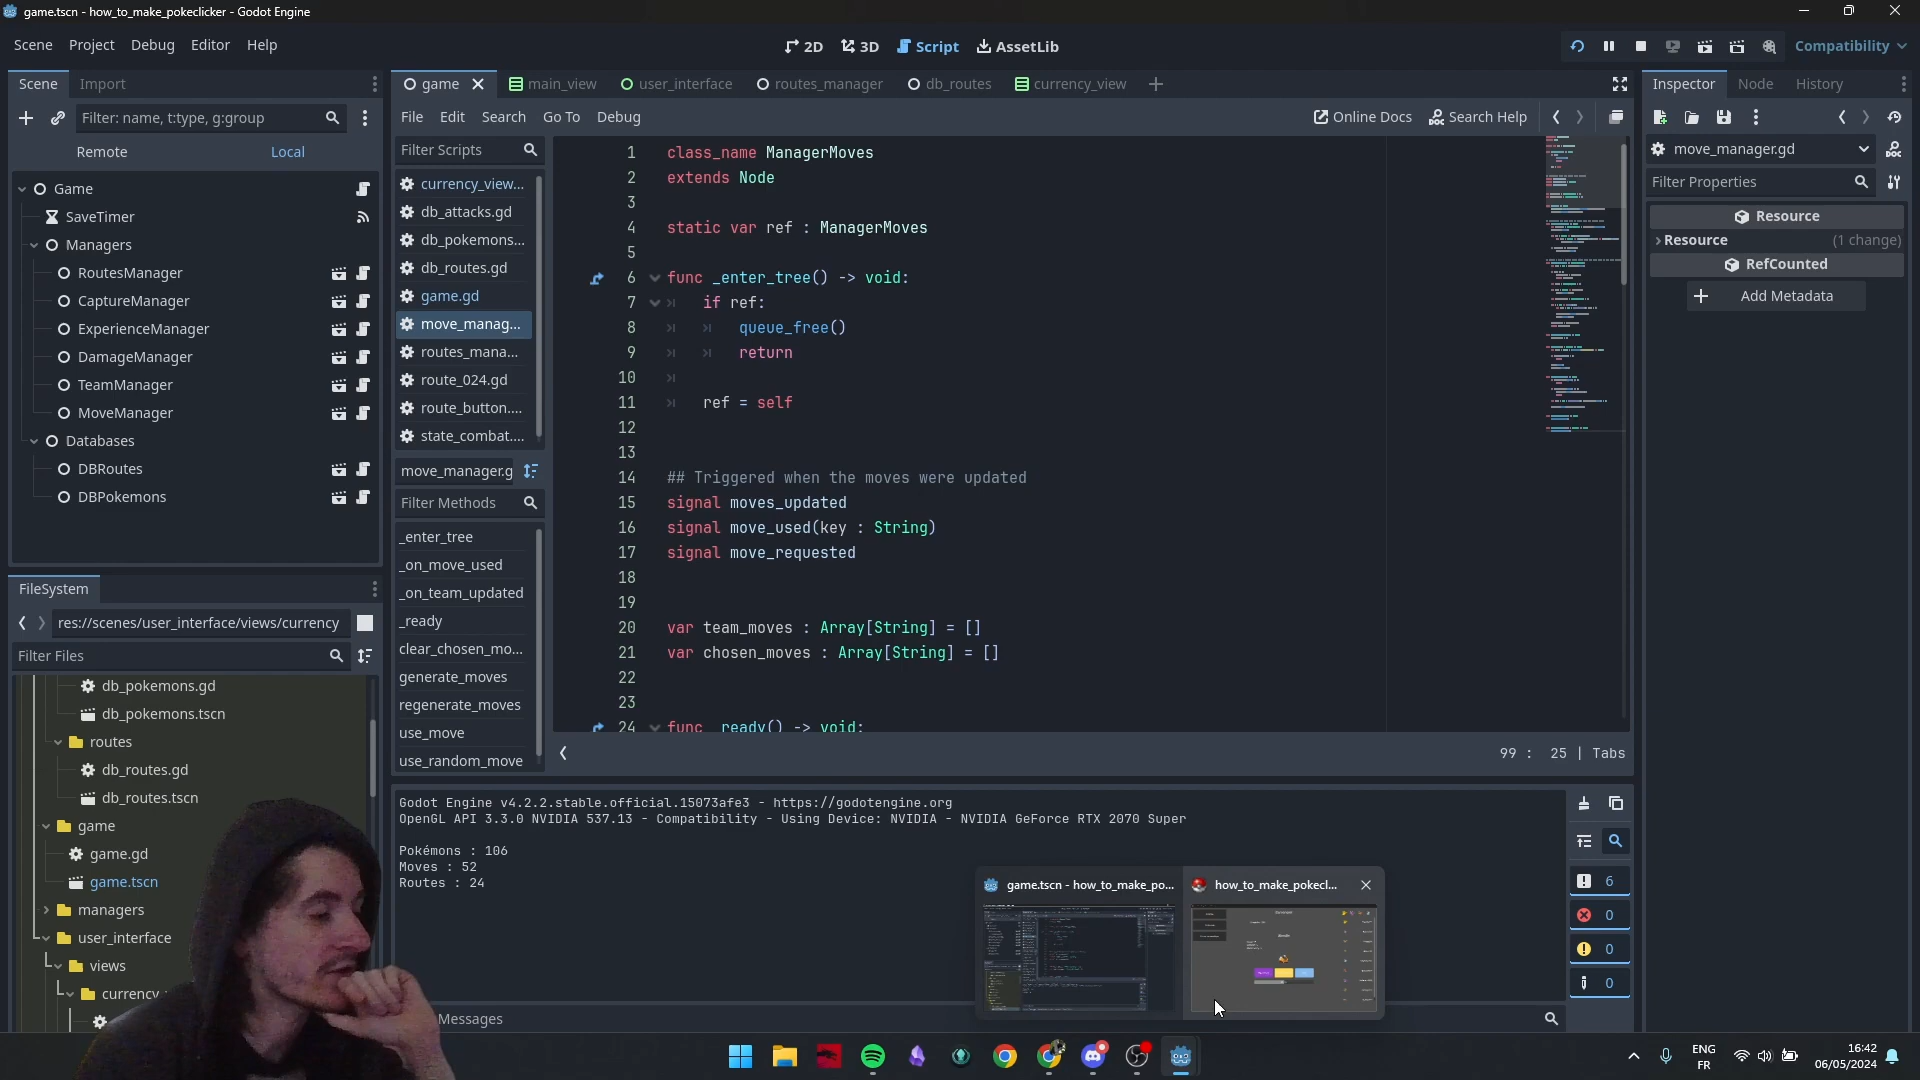 game.tscn - how_to_make_pokeclicker - Godot Engine
Scene Project Debug Editor Help
2D 3D Script AssetLib
Compatibility
Scene Import
game main_view user_interface routes_manager db_routes currency_view
Inspector Node History
Filter: name, t:type, g:group
File Edit Search Go To Debug
Online Docs Search Help
Remote Local
Filter Scripts
move_manager.gd
Filter Properties
Resource
Resource (1 change)
RefCounted
Add Metadata
Game
SaveTimer
Managers
RoutesManager
CaptureManager
ExperienceManager
DamageManager
TeamManager
MoveManager
Databases
DBRoutes
DBPokemons
currency_view...
db_attacks.gd
db_pokemons...
db_routes.gd
game.gd
move_manag...
routes_mana...
route_024.gd
route_button....
state_combat....
move_manager.g
Filter Methods
_enter_tree
_on_move_used
_on_team_updated
_ready
clear_chosen_mo...
generate_moves
regenerate_moves
use_move
use_random_move
1 class_name ManagerMoves
2 extends Node
3
4 static var ref : ManagerMoves
5
6 func _enter_tree() -> void:
7 if ref:
8 queue_free()
9 return
10
11 ref = self
12
13
14 ## Triggered when the moves were updated
15 signal moves_updated
16 signal move_used(key : String)
17 signal move_requested
18
19
20 var team_moves : Array[String] = []
21 var chosen_moves : Array[String] = []
22
23
24 func _ready() -> void:
99 : 25 | Tabs
FileSystem
res://scenes/user_interface/views/currency
Filter Files
db_pokemons.gd
db_pokemons.tscn
routes
db_routes.gd
db_routes.tscn
game
game.gd
game.tscn
managers
user_interface
views
currency
Godot Engine v4.2.2.stable.official.15073afe3 - https://godotengine.org
OpenGL API 3.3.0 NVIDIA 537.13 - Compatibility - Using Device: NVIDIA - NVIDIA GeForce RTX 2070 Super
Pokémons : 106
Moves : 52
Routes : 24
6
0
0
0
Messages
game.tscn - how_to_make_po...
how_to_make_pokecl...
ENG
FR
16:42
06/05/2024